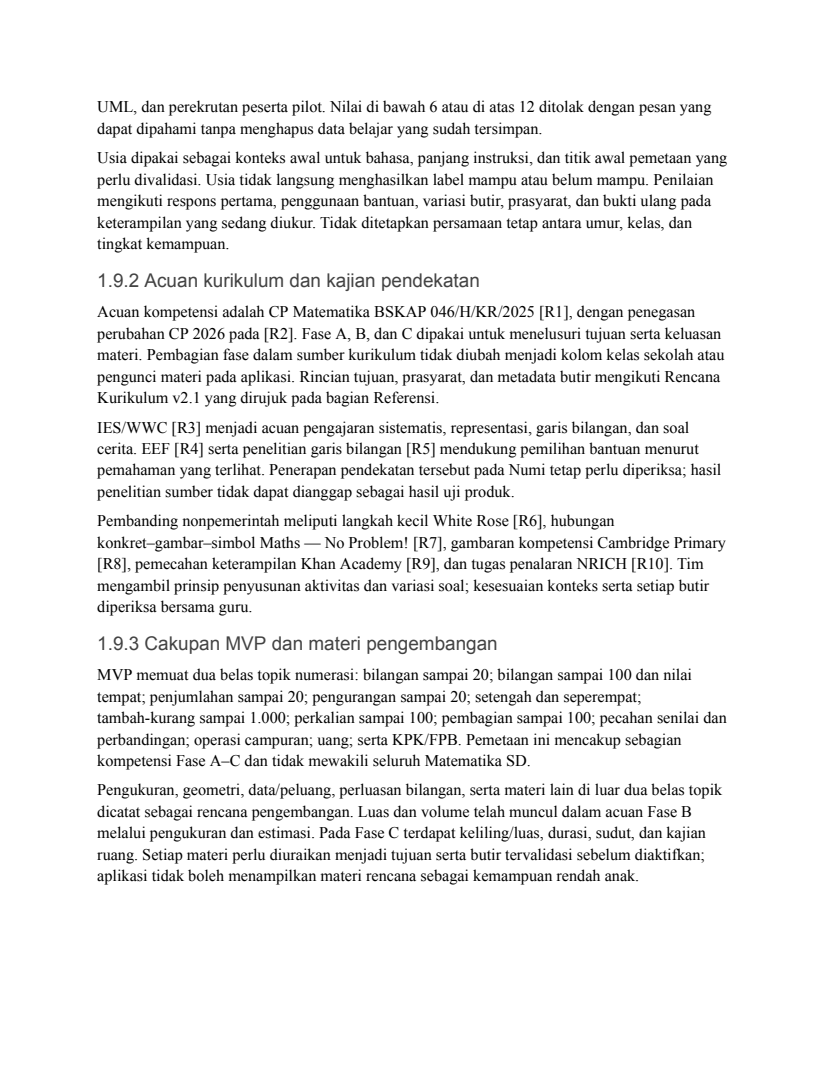 UML, dan perekrutan peserta pilot. Nilai di bawah 6 atau di atas 12 ditolak dengan pesan yang
dapat dipahami tanpa menghapus data belajar yang sudah tersimpan.
Usia dipakai sebagai konteks awal untuk bahasa, panjang instruksi, dan titik awal pemetaan yang
perlu divalidasi. Usia tidak langsung menghasilkan label mampu atau belum mampu. Penilaian
mengikuti respons pertama, penggunaan bantuan, variasi butir, prasyarat, dan bukti ulang pada
keterampilan yang sedang diukur. Tidak ditetapkan persamaan tetap antara umur, kelas, dan
tingkat kemampuan.
1.9.2 Acuan kurikulum dan kajian pendekatan
Acuan kompetensi adalah CP Matematika BSKAP 046/H/KR/2025 [R1], dengan penegasan
perubahan CP 2026 pada [R2]. Fase A, B, dan C dipakai untuk menelusuri tujuan serta keluasan
materi. Pembagian fase dalam sumber kurikulum tidak diubah menjadi kolom kelas sekolah atau
pengunci materi pada aplikasi. Rincian tujuan, prasyarat, dan metadata butir mengikuti Rencana
Kurikulum v2.1 yang dirujuk pada bagian Referensi.
IES/WWC [R3] menjadi acuan pengajaran sistematis, representasi, garis bilangan, dan soal
cerita. EEF [R4] serta penelitian garis bilangan [R5] mendukung pemilihan bantuan menurut
pemahaman yang terlihat. Penerapan pendekatan tersebut pada Numi tetap perlu diperiksa; hasil
penelitian sumber tidak dapat dianggap sebagai hasil uji produk.
Pembanding nonpemerintah meliputi langkah kecil White Rose [R6], hubungan
konkret–gambar–simbol Maths — No Problem! [R7], gambaran kompetensi Cambridge Primary
[R8], pemecahan keterampilan Khan Academy [R9], dan tugas penalaran NRICH [R10]. Tim
mengambil prinsip penyusunan aktivitas dan variasi soal; kesesuaian konteks serta setiap butir
diperiksa bersama guru.
1.9.3 Cakupan MVP dan materi pengembangan
MVP memuat dua belas topik numerasi: bilangan sampai 20; bilangan sampai 100 dan nilai
tempat; penjumlahan sampai 20; pengurangan sampai 20; setengah dan seperempat;
tambah-kurang sampai 1.000; perkalian sampai 100; pembagian sampai 100; pecahan senilai dan
perbandingan; operasi campuran; uang; serta KPK/FPB. Pemetaan ini mencakup sebagian
kompetensi Fase A–C dan tidak mewakili seluruh Matematika SD.
Pengukuran, geometri, data/peluang, perluasan bilangan, serta materi lain di luar dua belas topik
dicatat sebagai rencana pengembangan. Luas dan volume telah muncul dalam acuan Fase B
melalui pengukuran dan estimasi. Pada Fase C terdapat keliling/luas, durasi, sudut, dan kajian
ruang. Setiap materi perlu diuraikan menjadi tujuan serta butir tervalidasi sebelum diaktifkan;
aplikasi tidak boleh menampilkan materi rencana sebagai kemampuan rendah anak.